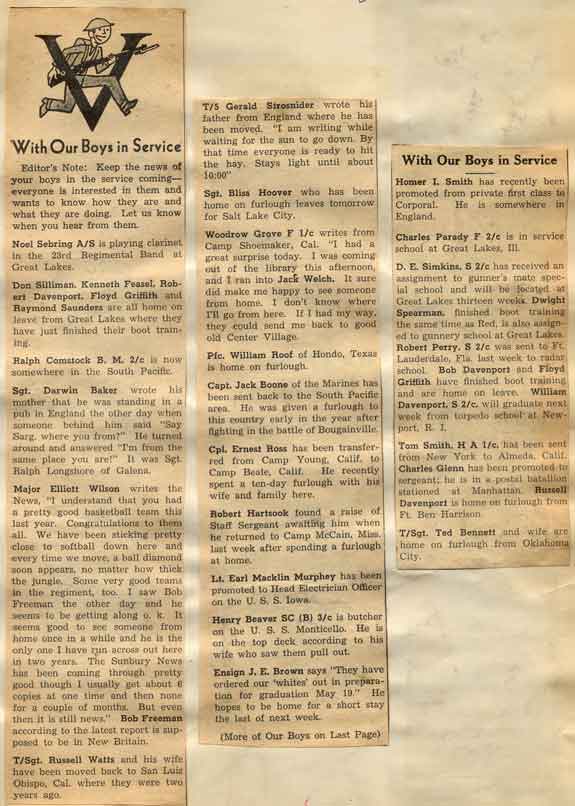 V
With Our Boys in Service
Editor's Note: Keep the news of
your boys in the service coming—
everyone is interested in them and
wants to know how they are and
what they are doing. Let us know
when you hear from them.
Noel Sebring A/S is playing clarinet
in the 23rd Regimental Band at
Great Lakes.
Don Silliman, Kenneth Feasel, Rob-
ert Davenport, Floyd Griffith and
Raymond Saunders are all home on
leave from Great Lakes where they
have just finished their boot train-
ing.
Ralph Comstock B. M. 2/c is now
somewhere in the South Pacific.
Sgt. Darwin Baker wrote his
mother that he was standing in a
pub in England the other day when
someone behind him said "Say
Sarg, where you from?" He turned
around and answered "I'm from the
same place you are!" It was Sgt.
Ralph Longshore of Galena.
Major Elliott Wilson writes the
News, "I understand that you had
a pretty good basketball team this
last year. Congratulations to them
all. We have been sticking pretty
close to softball down here and
every time we move, a ball diamond
soon appears, no matter how thick
the jungle. Some very good teams
in the regiment, too. I saw Bob
Freeman the other day and he
seems to be getting along o. k. It
seems good to see someone from
home once in a while and he is the
only one I have run across out here
in two years. The Sunbury News
has been coming through pretty
good though I usually get about 6
copies at one time and then none
for a couple of months. But even
then it is still news." Bob Freeman
according to the latest report is sup-
posed to be in New Britain.
T/Sgt. Russell Watts and his wife
have been moved back to San Luis
Obispo, Cal. where they were two
years ago.
T/5 Gerald Strosnider wrote his
father from England where he has
been moved. "I am writing while
waiting for the sun to go down. By
that time everyone is ready to hit
the hay. Stays light until about
10:00"
Sgt. Bliss Hoover who has been
home on furlough leaves tomorrow
for Salt Lake City.
Woodrow Grove F 1/c writes from
Camp Shoemaker, Cal. "I had a
great surprise today. I was coming
out of the library this afternoon,
and I ran into Jack Welch. It sure
did make me happy to see someone
from home. I don't know where
I'll go from here. If I had my way,
they could send me back to good
old Center Village.
Pfc. William Roof of Hondo, Texas
is home on furlough.
Capt. Jack Boone of the Marines has
been sent back to the South Pacific
area. He was given a furlough to
this country early in the year after
fighting in the battle of Bougainville.
Cpl. Ernest Ross has been transfer-
red from Camp Young, Calif. to
Camp Beale, Calif. He recently
spent a ten-day furlough with his
wife and family here.
Robert Hartsook found a raise of
Staff Sergeant awaiting him when
he returned to Camp McCain, Miss.
last week after spending a furlough
at home.
Lt. Earl Macklin Murphey has been
promoted to Head Electrician Officer
on the U. S. S. Iowa.
Henry Beaver SC (B) 3/c is butcher
on the U. S. S. Monticello. He is
on the top deck according to his
wife who saw them pull out.
Ensign J. E. Brown says "They have
ordered our 'whites' out in prepara-
tion for graduation May 19." He
hopes to be home for a short stay
the last of next week.
(More of Our Boys on Last Page)
With Our Boys in Service
Homer I. Smith has recently been
promoted from private first class to
Corporal. He is somewhere in
England.
Charles Parady F 2/c is in service
school at Great Lakes, Ill.
D. E. Simkins, S 2/c has received an
assignment to gunner's mate spe-
cial school and will be located at
Great Lakes thirteen weeks. Dwight
Spearman, finished boot training
the same time as Red, is also assign-
ed to gunnery school at Great Lakes.
Robert Perry, S 2/c was sent to Ft.
Lauderdale, Fla. last week to radar
school. Bob Davenport and Floyd
Griffith have finished boot training
and are home on leave. William
Davenport, S 2/c, will graduate next
week from torpedo school at New-
port, R. I.
Tom Smith, H A 1/c, has been sent
from New York to Almeda, Calif.
Charles Glenn has been promoted to
sergeant; he is in a postal batallion
stationed at Manhattan. Russell
Davenport is home on furlough from
Ft. Ben Harrison.
T/Sgt. Ted Bennett and wife are
home on furlough from Oklahoma
City.